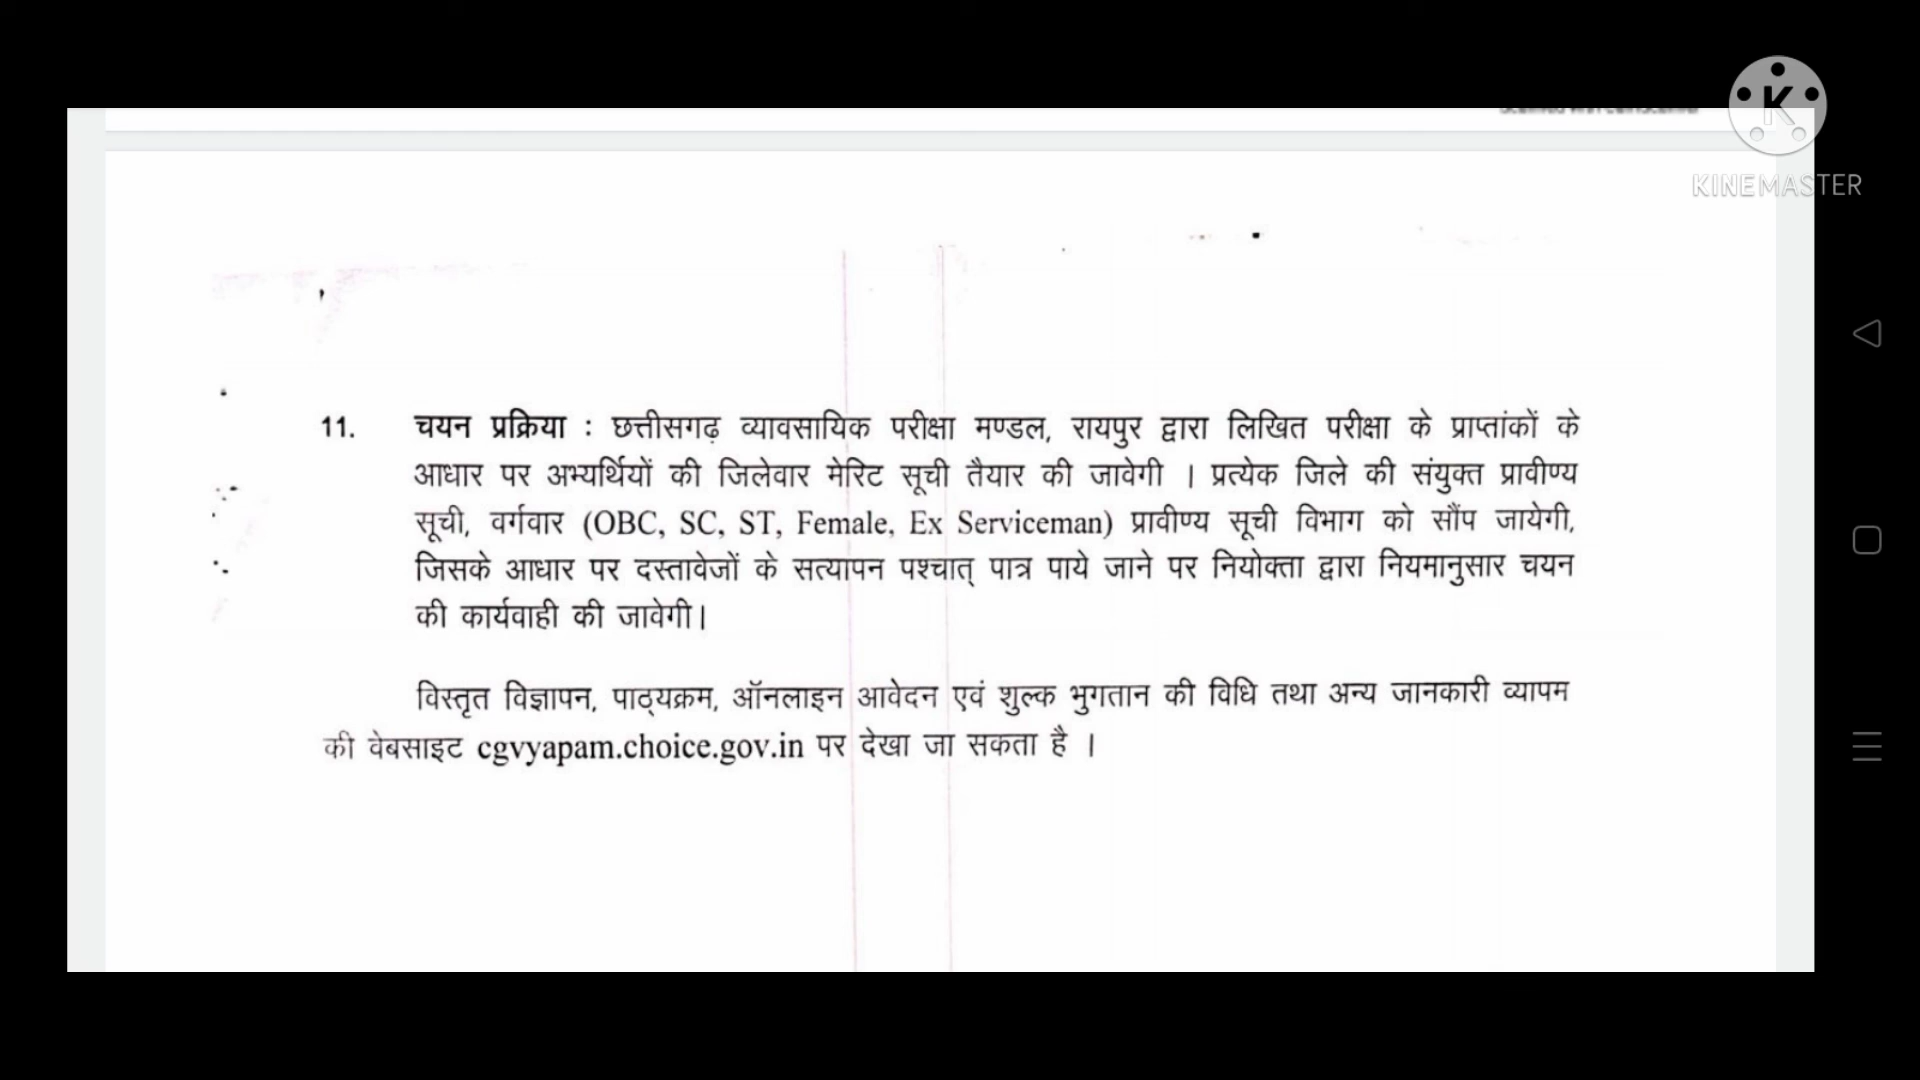 K
KINEMASTER
11. चयन प्रक्रिया : छत्तीसगढ़ व्यावसायिक परीक्षा मण्डल, रायपुर द्वारा लिखित परीक्षा के प्राप्तांकों के
आधार पर अभ्यर्थियों की जिलेवार मेरिट सूची तैयार की जावेगी । प्रत्येक जिले की संयुक्त प्रावीण्य
सूची, वर्गवार (OBC, SC, ST, Female, Ex Serviceman) प्रावीण्य सूची विभाग को सौंप जायेगी,
जिसके आधार पर दस्तावेजों के सत्यापन पश्चात् पात्र पाये जाने पर नियोक्ता द्वारा नियमानुसार चयन
की कार्यवाही की जावेगी।
विस्तृत विज्ञापन, पाठ्यक्रम, ऑनलाइन आवेदन एवं शुल्क भुगतान की विधि तथा अन्य जानकारी व्यापम
की वेबसाइट cgvyapam.choice.gov.in पर देखा जा सकता है ।